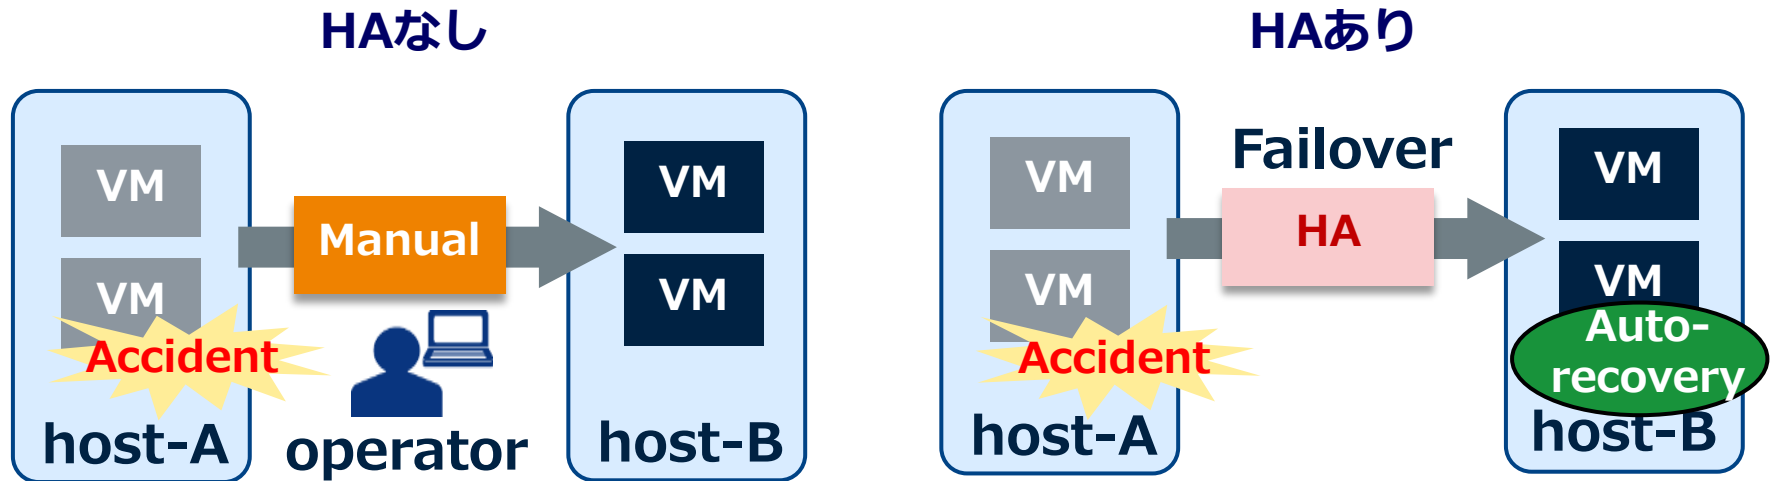 HAなし
VM
VM
Accident
host-A
Manual
operator
VM
VM
host-B
HAあり
VM
VM
Accident
host-A
Failover
HA
VM
VM
Auto-
recovery
host-B